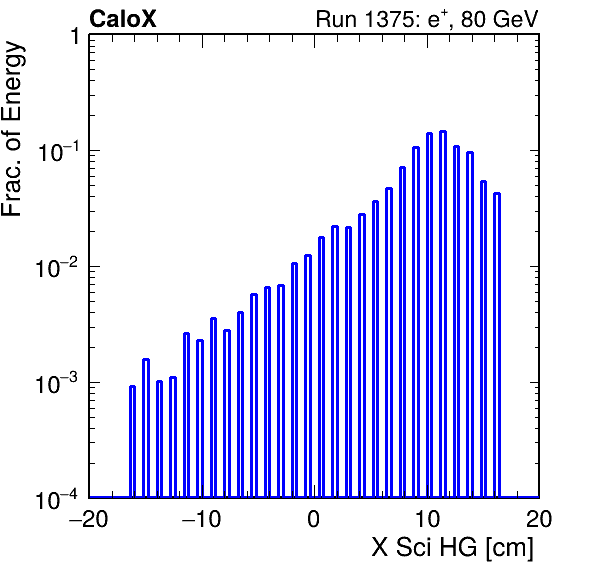 CaloX Run 1375: e⁺, 80 GeV
Frac. of Energy
1
10⁻¹
10⁻²
10⁻³
10⁻⁴
−20 −10 0 10 20
X Sci HG [cm]